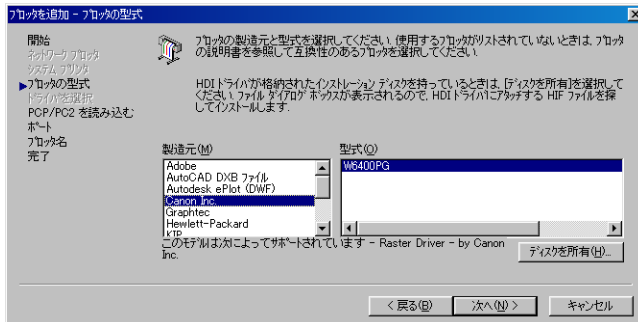 ﾌﾟﾛｯﾀを追加 - ﾌﾟﾛｯﾀの型式
開始
ﾈｯﾄﾜｰｸ ﾌﾟﾛｯﾀ
ｼｽﾃﾑ ﾌﾟﾘﾝﾀ
ﾌﾟﾛｯﾀの型式
ﾄﾞﾗｲﾊﾞを選択
PCP/PC2 を読み込む
ﾎﾟｰﾄ
ﾌﾟﾛｯﾀ名
完了
ﾌﾟﾛｯﾀの製造元と型式を選択してください. 使用するﾌﾟﾛｯﾀがﾘｽﾄされていないときは, ﾌﾟﾛｯﾀ
の説明書を参照して互換性のあるﾌﾟﾛｯﾀを選択してください.
HDI ﾄﾞﾗｲﾊﾞが格納されたｲﾝｽﾄﾚｰｼｮﾝ ﾃﾞｨｽｸを持っているときは, [ﾃﾞｨｽｸを所有]を選択して
ください. ﾌｧｲﾙ ﾀﾞｲｱﾛｸﾞ ﾎﾞｯｸｽが表示されるので, HDI ﾄﾞﾗｲﾊﾞにｱﾀｯﾁする HIF ﾌｧｲﾙを探
してｲﾝｽﾄｰﾙします.
製造元(M)
Adobe
AutoCAD DXB ﾌｧｲﾙ
Autodesk ePlot (DWF)
Canon Inc.
Graphtec
Hewlett-Packard
KIP
型式(O)
W6400PG
このﾓﾃﾞﾙは次によってｻﾎﾟｰﾄされています - Raster Driver - by Canon
Inc.
ﾃﾞｨｽｸを所有(H)...
< 戻る(B)
次へ(N) >
ｷｬﾝｾﾙ